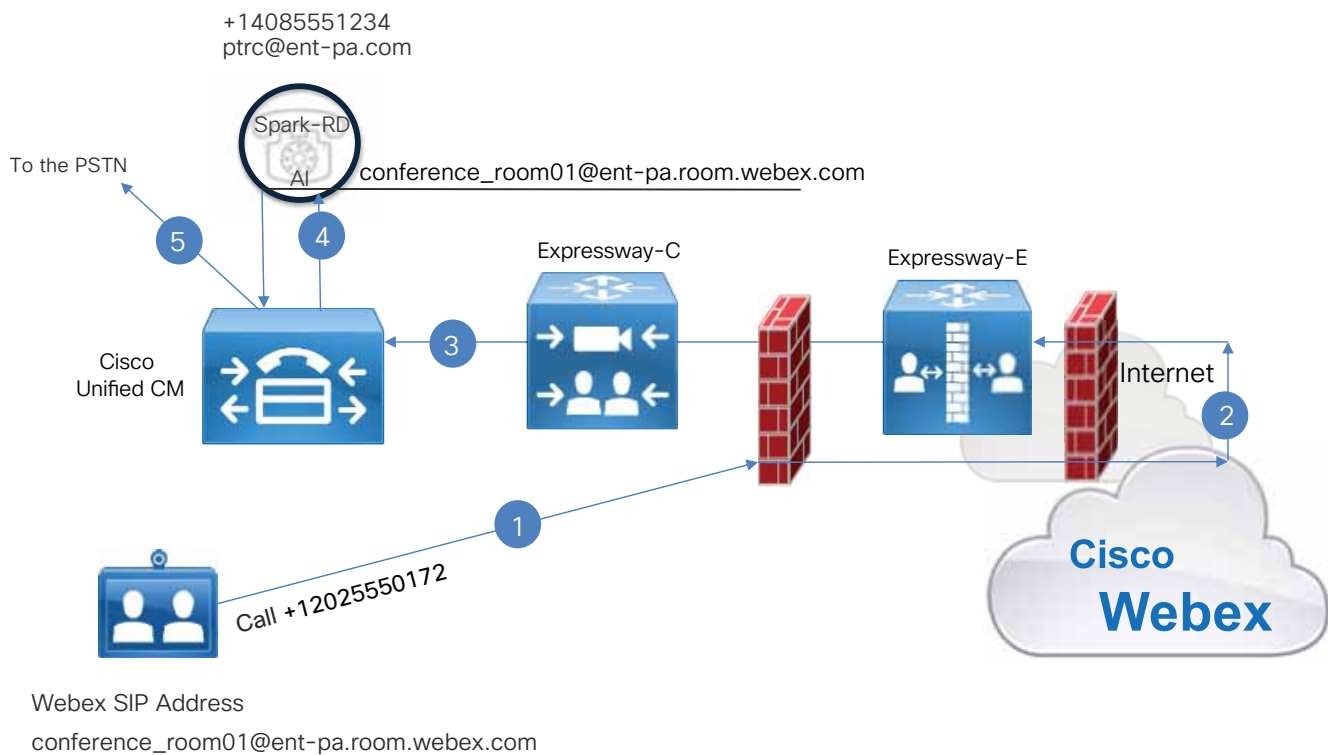 +14085551234
ptrc@ent-pa.com
Spark-RD
AI
To the PSTN
conference_room01@ent-pa.room.webex.com
5
4
Expressway-C
Expressway-E
3
Cisco
Unified CM
Internet
2
1
Call +12025550172
Cisco
Webex
Webex SIP Address
conference_room01@ent-pa.room.webex.com